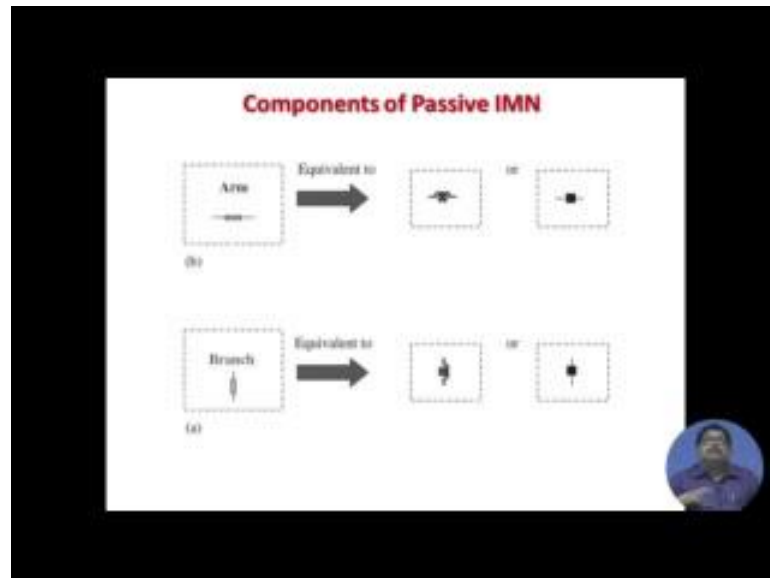 Components of Passive IMN
Arm
Equivalent to
or
(b)
Branch
Equivalent to
or
(a)